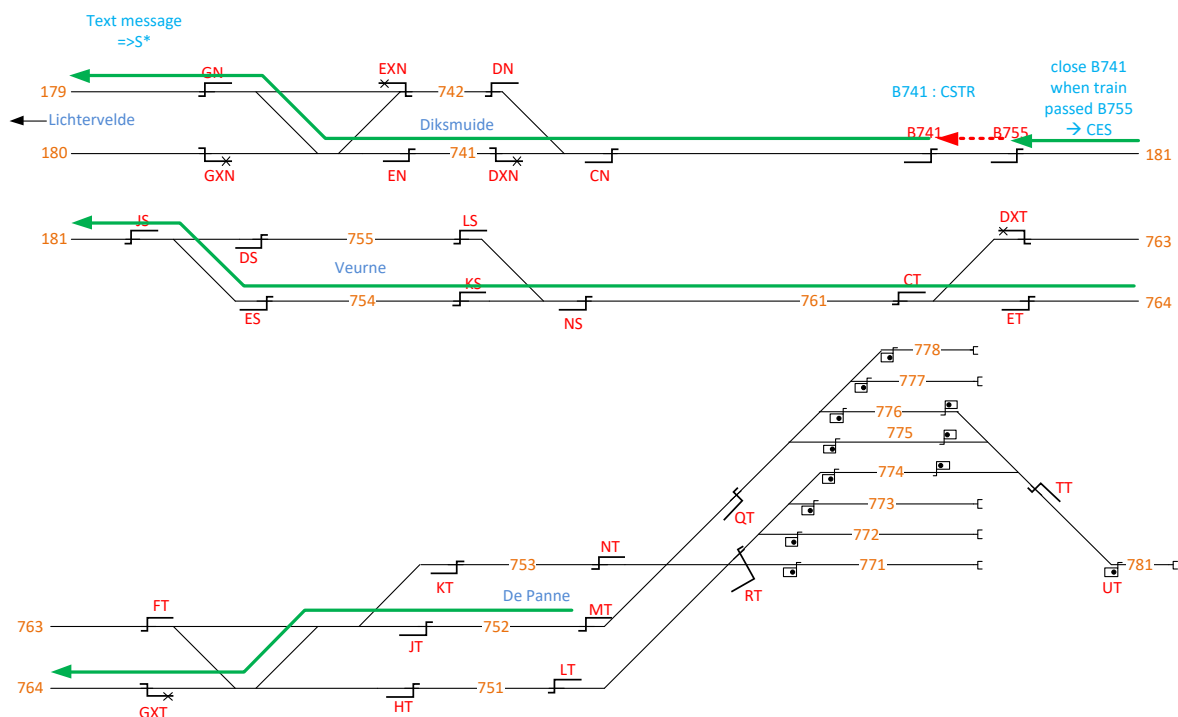 Text message
=>S*
GN
EXN
DN
179
742
B741 : CSTR
close B741
when train
passed B755
→ CES
Lichtervelde
Diksmuide
B741
B755
180
741
181
GXN
EN
DXN
CN
JS
LS
DXT
181
755
763
DS
Veurne
KS
CT
754
761
764
ES
NS
ET
778
777
776
775
774
TT
QT
773
772
NT
753
771
781
KT
RT
UT
De Panne
FT
MT
763
752
JT
LT
764
751
GXT
HT